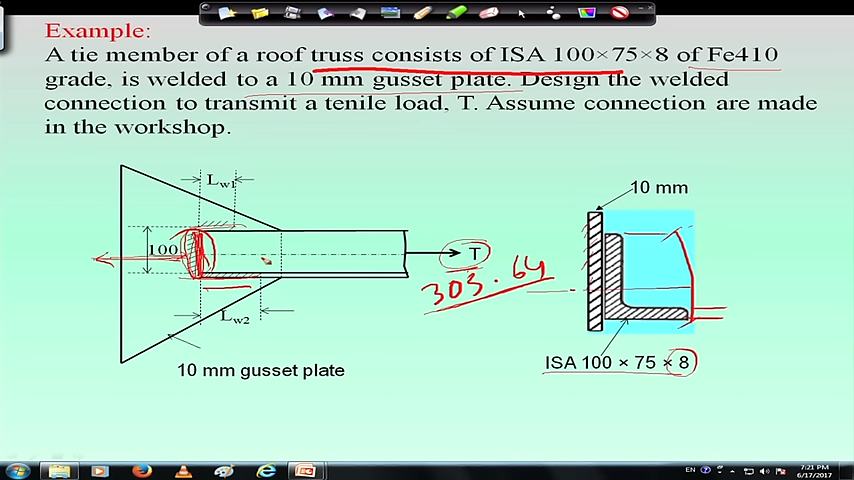 Example:
A tie member of a roof truss consists of ISA 100×75×8 of Fe410
grade, is welded to a 10 mm gusset plate. Design the welded
connection to transmit a tenile load, T. Assume connection are made
in the workshop.
Lw1
10 mm
100
T
303.64
Lw2
ISA 100 × 75 × 8
10 mm gusset plate
EN
7:21 PM
6/17/2017